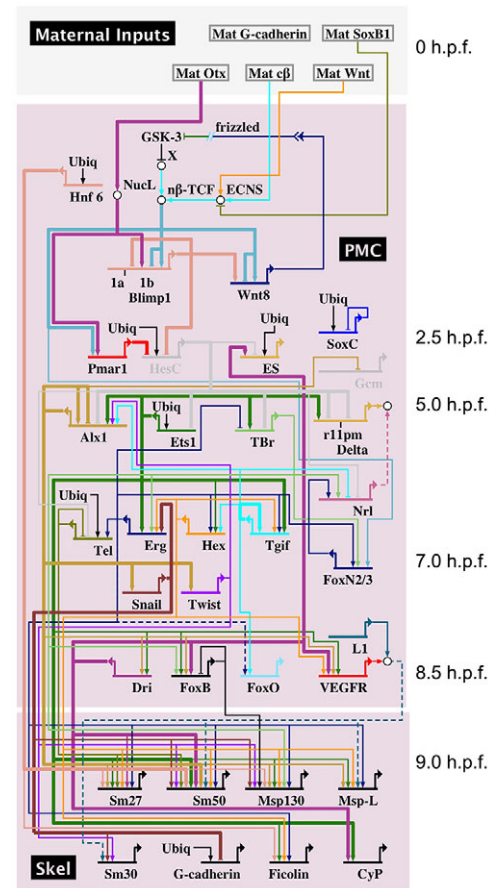 Maternal Inputs
Mat G-cadherin
Mat SoxB1
0 h.p.f.
Mat Otx
Mat cβ
Mat Wnt
GSK-3
frizzled
Ubiq
X
Hnf 6
NucL
nβ-TCF
ECNS
PMC
1a
1b
Blimp1
Wnt8
Ubiq
SoxC
2.5 h.p.f.
Ubiq
Ubiq
Pmar1
HesC
ES
Gcm
5.0 h.p.f.
Ubiq
Alx1
Ets1
TBr
r11pm
Delta
Ubiq
Nrl
Tel
Erg
Hex
Tgif
7.0 h.p.f.
FoxN2/3
Snail
Twist
L1
8.5 h.p.f.
Dri
FoxB
FoxO
VEGFR
9.0 h.p.f.
Sm27
Sm50
Msp130
Msp-L
Ubiq
Skel
Sm30
G-cadherin
Ficolin
CyP